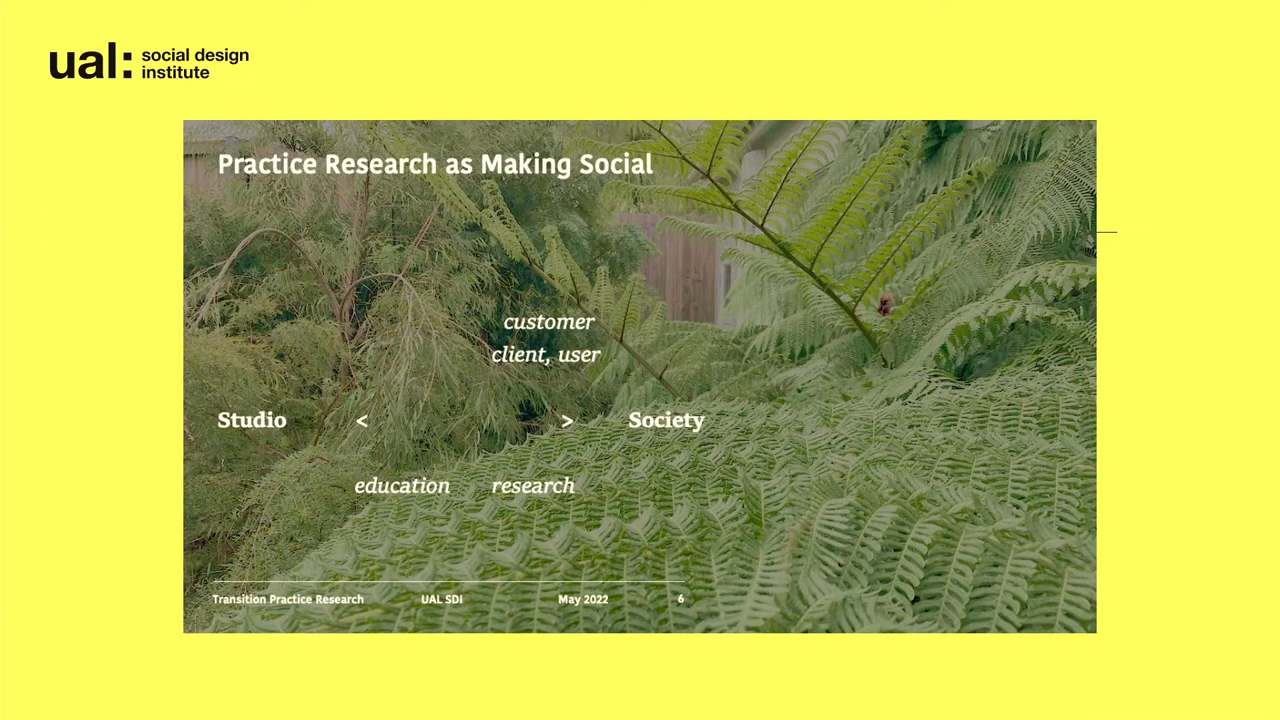 ual: social design
institute
Practice Research as Making Social
customer
client, user
Studio < > Society
education research
Transition Practice Research UAL SDI May 2022 6